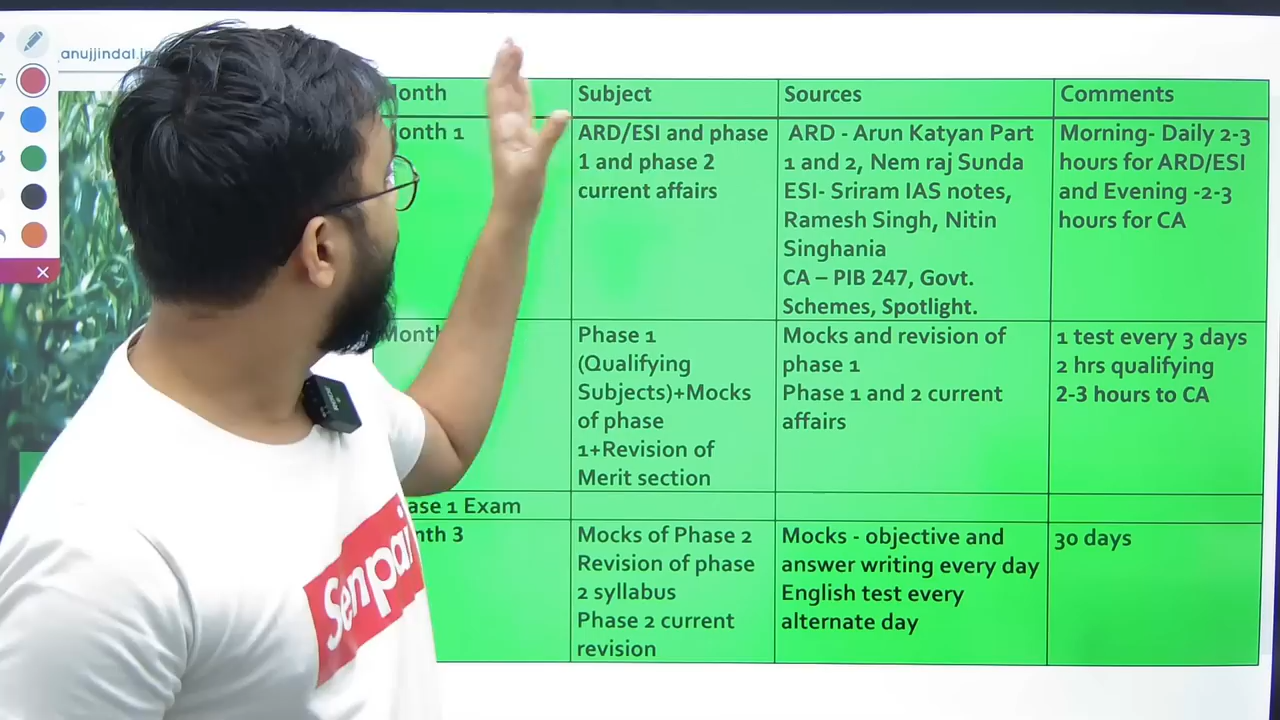 anujjindal.in
Month
Subject
Sources
Comments
Month 1
ARD/ESI and phase
1 and phase 2
current affairs
ARD - Arun Katyan Part
1 and 2, Nem raj Sunda
ESI- Sriram IAS notes,
Ramesh Singh, Nitin
Singhania
CA – PIB 247, Govt.
Schemes, Spotlight.
Morning- Daily 2-3
hours for ARD/ESI
and Evening -2-3
hours for CA
Month
Phase 1
(Qualifying
Subjects)+Mocks
of phase
1+Revision of
Merit section
Mocks and revision of
phase 1
Phase 1 and 2 current
affairs
1 test every 3 days
2 hrs qualifying
2-3 hours to CA
ase 1 Exam
nth 3
Mocks of Phase 2
Revision of phase
2 syllabus
Phase 2 current
revision
Mocks - objective and
answer writing every day
English test every
alternate day
30 days
Senpai